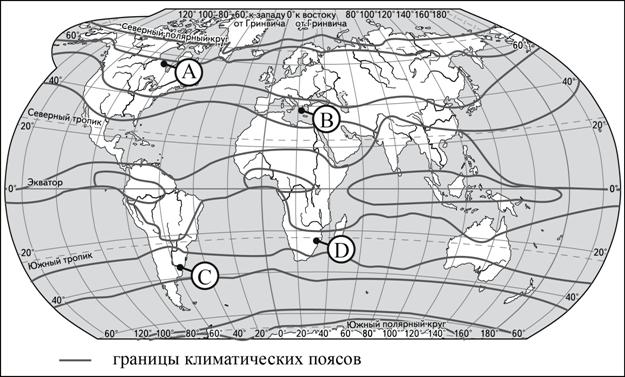 120° 100°-80°-60° к западу 0° к востоку 80°100°120°140°160°180°
от Гринвича от Гринвича
Северный полярный круг
60° 60°
A
40° 40°
B
Северный тропик
20° 20°
Экватор
0° 0°
D
20° 20°
Южный тропик
C
40° 40°
Южный полярный круг
60° 120° 100° 80° 60° 40° 20° 0° 20° 40° 60° 80° 100° 120° 140° 160° 180° 60°
границы климатических поясов